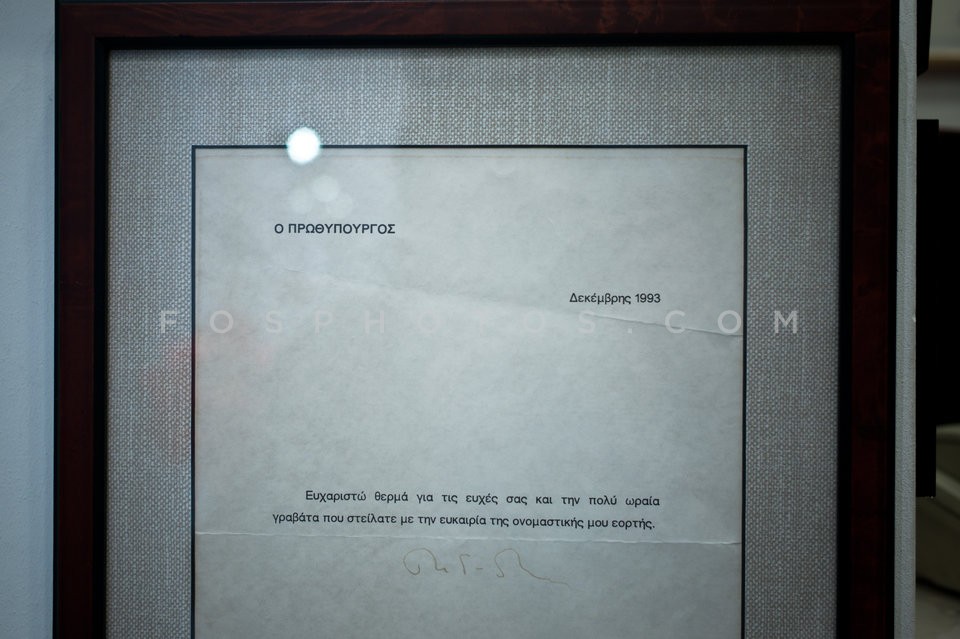 Ο ΠΡΩΘΥΠΟΥΡΓΟΣ
Δεκέμβρης 1993
FOSPHOTOS.COM
Ευχαριστώ θερμά για τις ευχές σας και την πολύ ωραία
γραβάτα που στείλατε με την ευκαιρία της ονομαστικής μου εορτής.